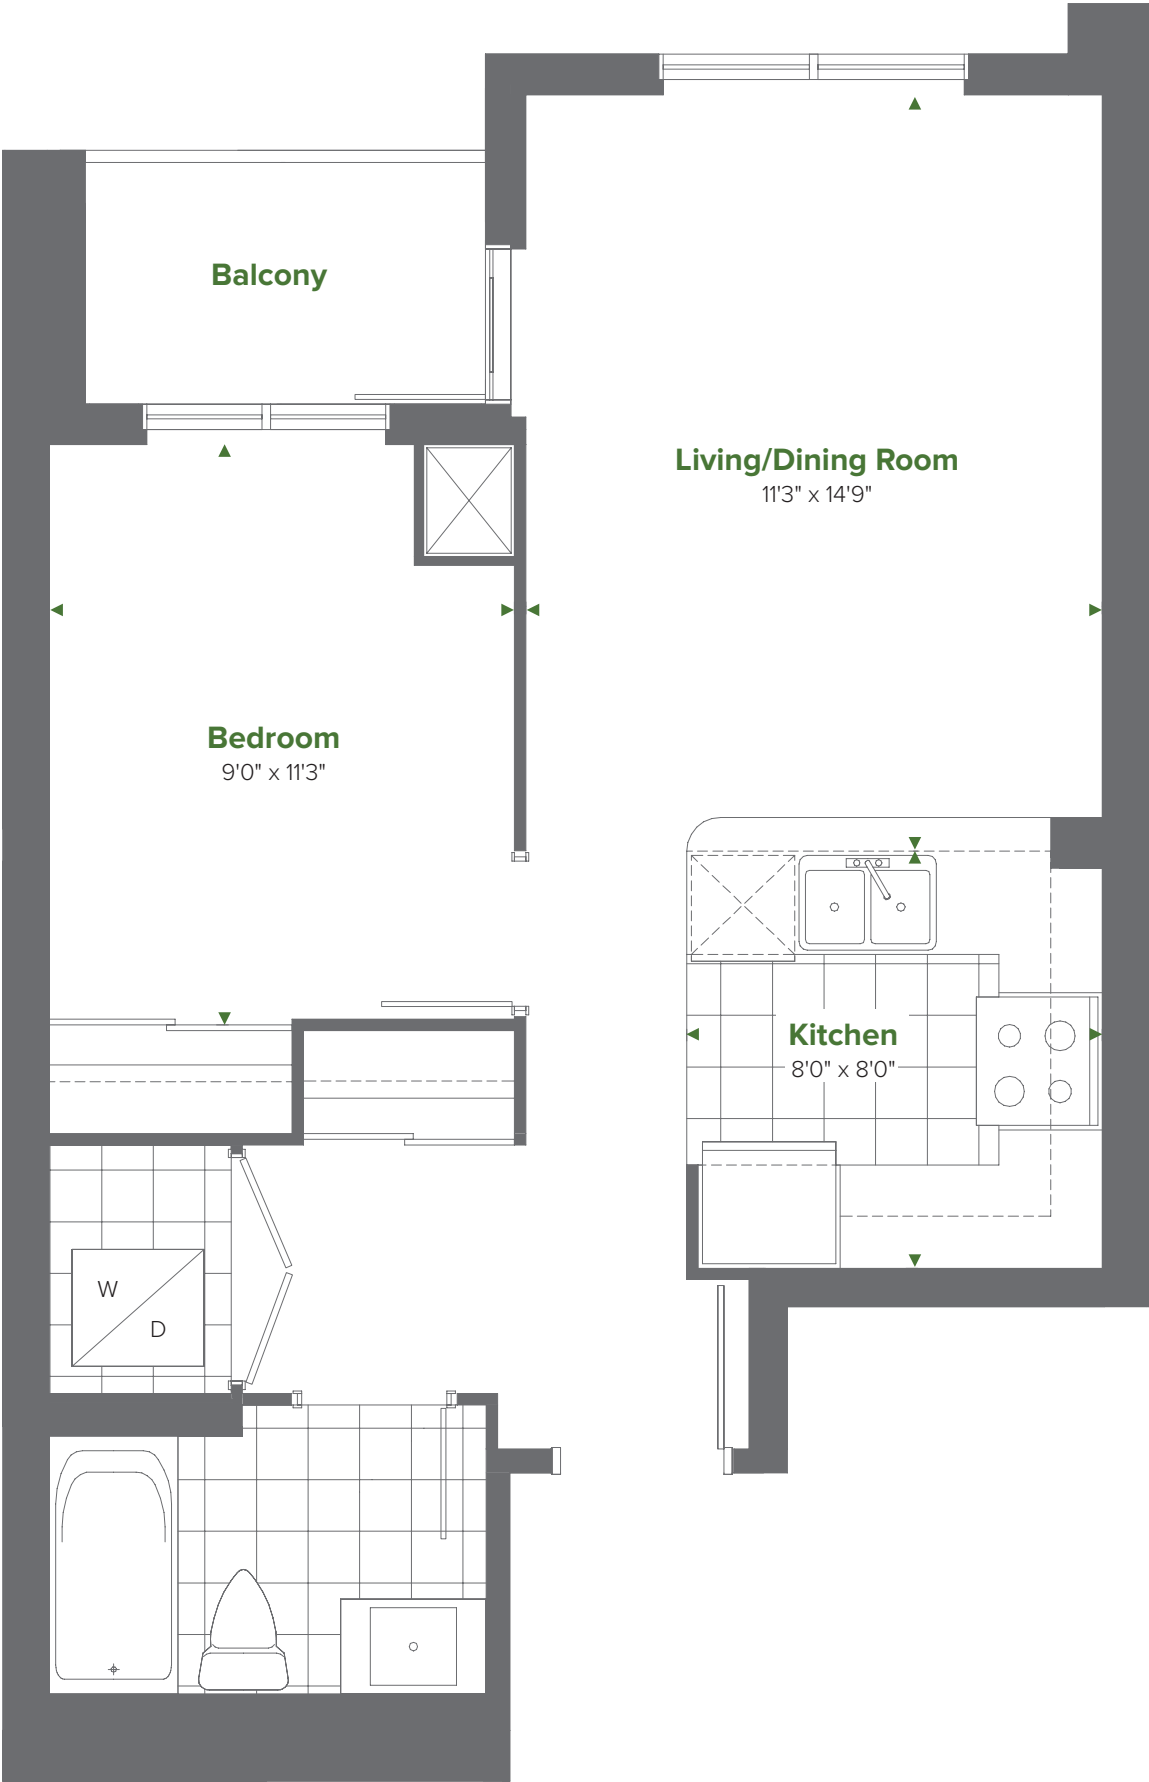 Balcony
Living/Dining Room
11'3" x 14'9"
Bedroom
9'0" x 11'3"
Kitchen
8'0" x 8'0"
W
D